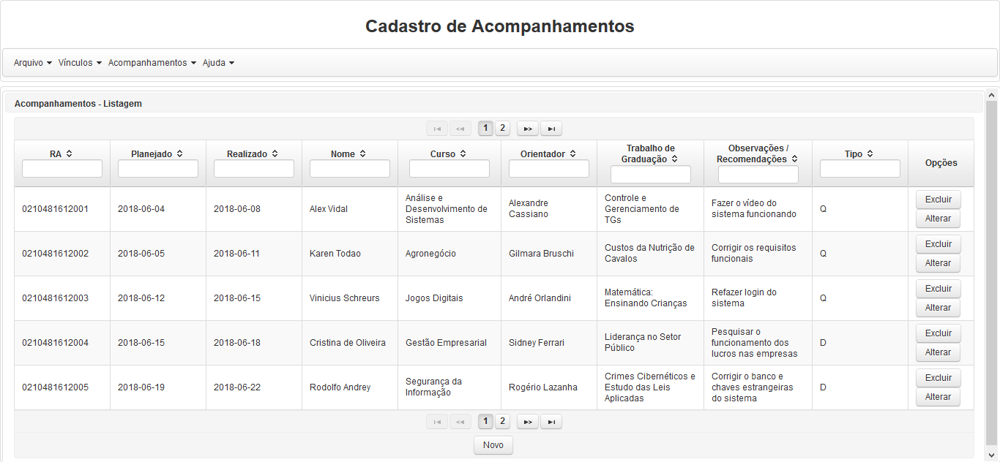 Cadastro de Acompanhamentos
Arquivo Vínculos Acompanhamentos Ajuda
Acompanhamentos - Listagem
1 2
RA Planejado Realizado Nome Curso Orientador Trabalho de Graduação Observações / Recomendações Tipo Opções
0210481612001 2018-06-04 2018-06-08 Alex Vidal Análise e Desenvolvimento de Sistemas Alexandre Cassiano Controle e Gerenciamento de TGs Fazer o vídeo do sistema funcionando Q Excluir Alterar
0210481612002 2018-06-05 2018-06-11 Karen Todao Agronegócio Gilmara Bruschi Custos da Nutrição de Cavalos Corrigir os requisitos funcionais Q Excluir Alterar
0210481612003 2018-06-12 2018-06-15 Vinicius Schreurs Jogos Digitais André Orlandini Matemática: Ensinando Crianças Refazer login do sistema Q Excluir Alterar
0210481612004 2018-06-15 2018-06-18 Cristina de Oliveira Gestão Empresarial Sidney Ferrari Liderança no Setor Público Pesquisar o funcionamento dos lucros nas empresas D Excluir Alterar
0210481612005 2018-06-19 2018-06-22 Rodolfo Andrey Segurança da Informação Rogério Lazanha Crimes Cibernéticos e Estudo das Leis Aplicadas Corrigir o banco e chaves estrangeiras do sistema D Excluir Alterar
1 2
Novo